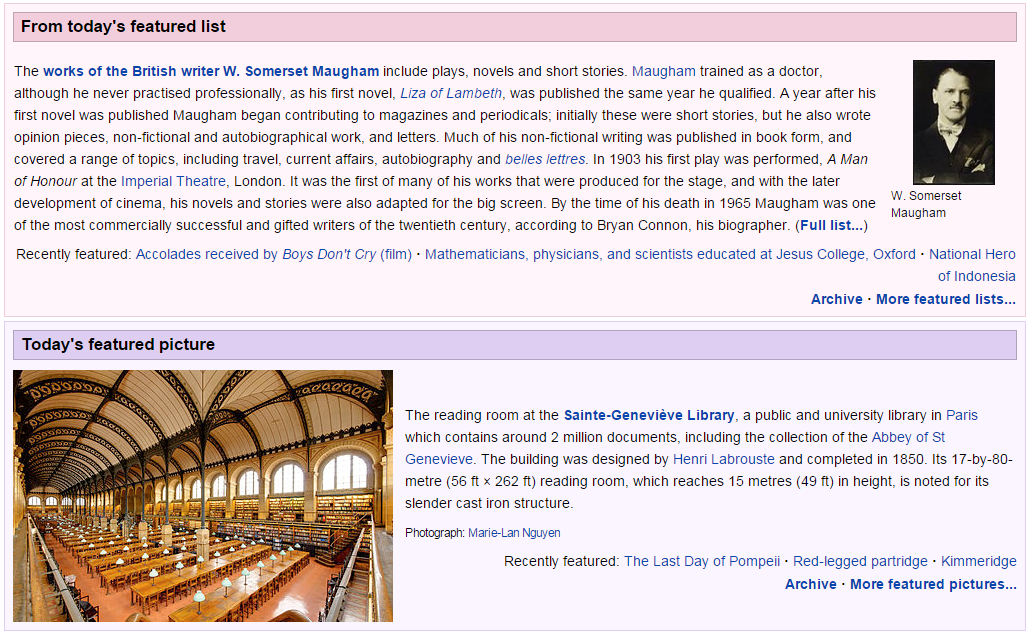 From today's featured list
The works of the British writer W. Somerset Maugham include plays, novels and short stories. Maugham trained as a doctor,
although he never practised professionally, as his first novel, Liza of Lambeth, was published the same year he qualified. A year after his
first novel was published Maugham began contributing to magazines and periodicals; initially these were short stories, but he also wrote
opinion pieces, non-fictional and autobiographical work, and letters. Much of his non-fictional writing was published in book form, and
covered a range of topics, including travel, current affairs, autobiography and belles lettres. In 1903 his first play was performed, A Man
of Honour at the Imperial Theatre, London. It was the first of many of his works that were produced for the stage, and with the later
development of cinema, his novels and stories were also adapted for the big screen. By the time of his death in 1965 Maugham was one
of the most commercially successful and gifted writers of the twentieth century, according to Bryan Connon, his biographer. (Full list...)
W. Somerset
Maugham
Recently featured: Accolades received by Boys Don't Cry (film) · Mathematicians, physicians, and scientists educated at Jesus College, Oxford · National Hero
of Indonesia
Archive · More featured lists...
Today's featured picture
The reading room at the Sainte-Geneviève Library, a public and university library in Paris
which contains around 2 million documents, including the collection of the Abbey of St
Genevieve. The building was designed by Henri Labrouste and completed in 1850. Its 17-by-80-
metre (56 ft × 262 ft) reading room, which reaches 15 metres (49 ft) in height, is noted for its
slender cast iron structure.
Photograph: Marie-Lan Nguyen
Recently featured: The Last Day of Pompeii · Red-legged partridge · Kimmeridge
Archive · More featured pictures...